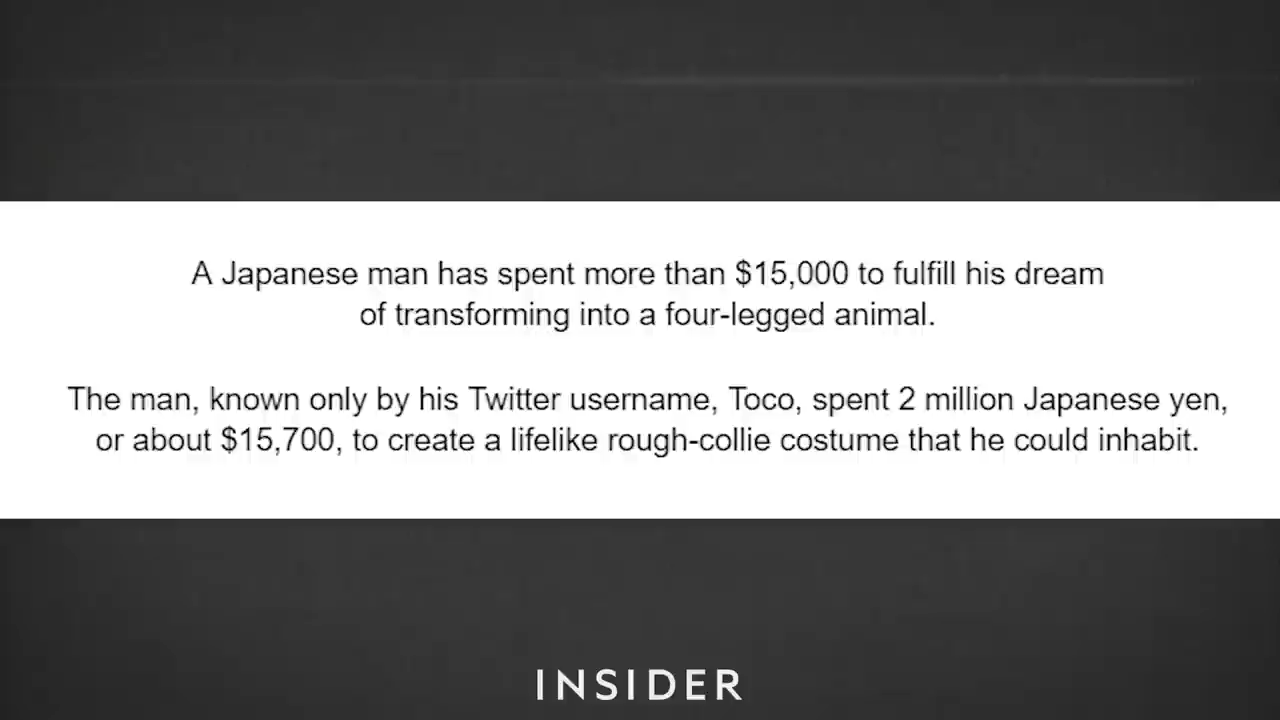 A Japanese man has spent more than $15,000 to fulfill his dream
of transforming into a four-legged animal.
The man, known only by his Twitter username, Toco, spent 2 million Japanese yen,
or about $15,700, to create a lifelike rough-collie costume that he could inhabit.
INSIDER